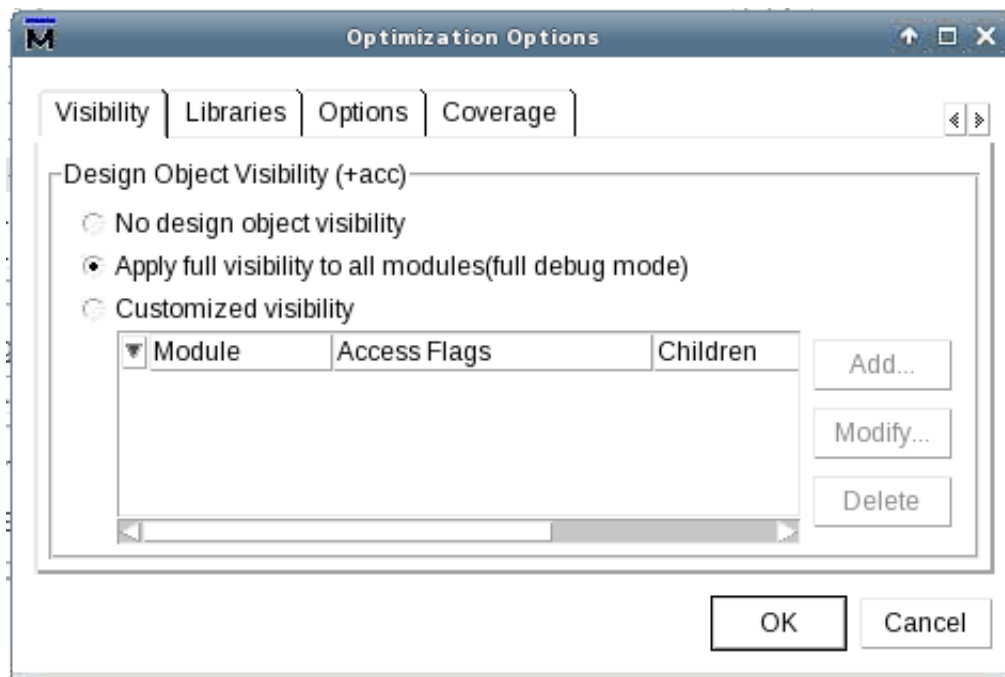 M
Optimization Options
Visibility
Libraries
Options
Coverage
Design Object Visibility (+acc)
No design object visibility
Apply full visibility to all modules(full debug mode)
Customized visibility
Module
Access Flags
Children
Add...
Modify...
Delete
OK
Cancel